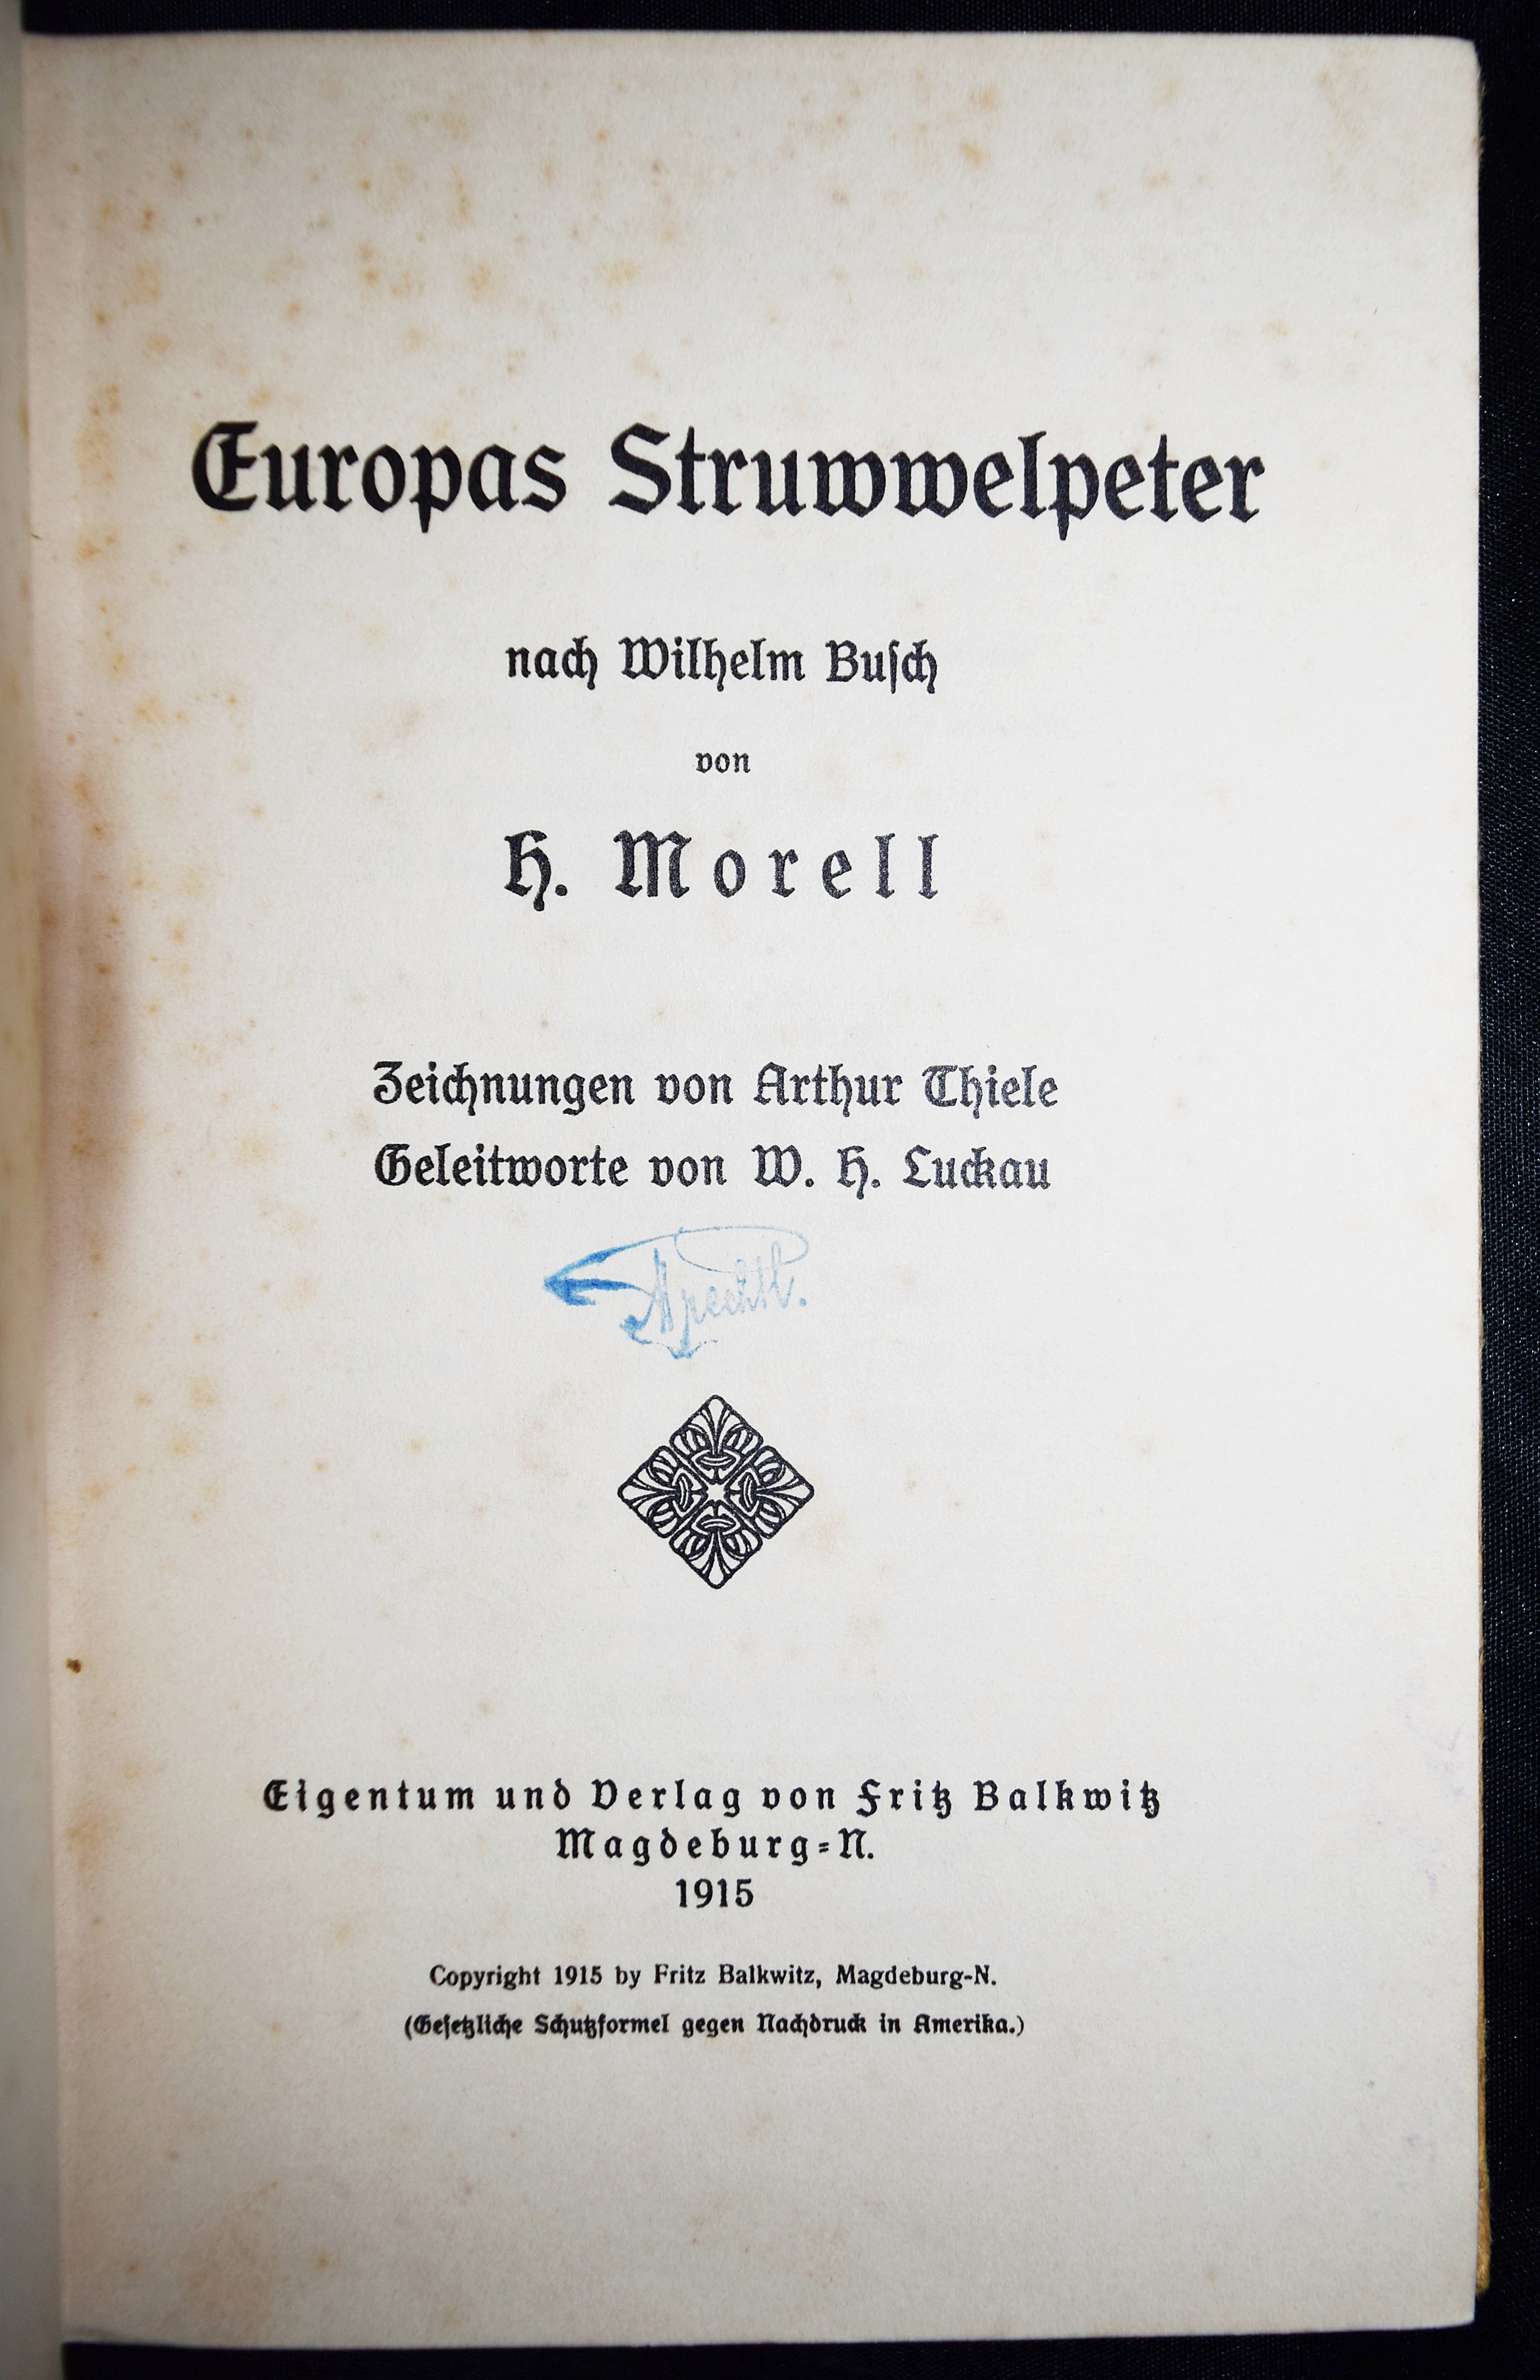 Europas Struwwelpeter
nach Wilhelm Buſch
von
H. Morell
Zeichnungen von Arthur Thiele
Geleitworte von W. H. Luckau
Eigentum und Verlag von Fritz Balkwitz
Magdeburg-N.
1915
Copyright 1915 by Fritz Balkwitz, Magdeburg-N.
(Geſetzliche Schutzformel gegen Nachdruck in Amerika.)